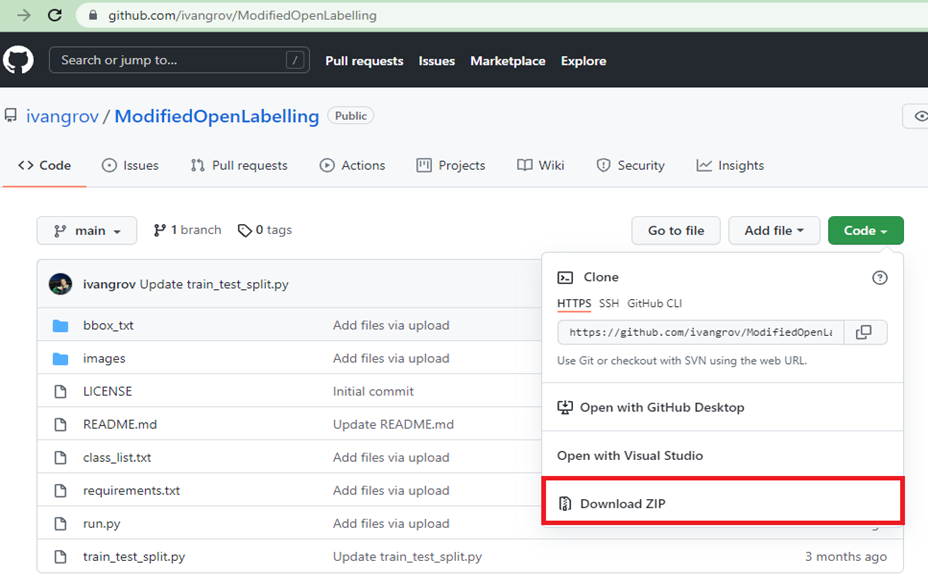 github.com/ivangrov/ModifiedOpenLabelling
Search or jump to... / Pull requests Issues Marketplace Explore
ivangrov / ModifiedOpenLabelling Public
Code Issues Pull requests Actions Projects Wiki Security Insights
main 1 branch 0 tags Go to file Add file Code
ivangrov Update train_test_split.py
bbox_txt Add files via upload
images Add files via upload
LICENSE Initial commit
README.md Update README.md
class_list.txt Add files via upload
requirements.txt Add files via upload
run.py Add files via upload
train_test_split.py Update train_test_split.py 3 months ago
Clone
HTTPS SSH GitHub CLI
https://github.com/ivangrov/ModifiedOpenLa
Use Git or checkout with SVN using the web URL.
Open with GitHub Desktop
Open with Visual Studio
Download ZIP